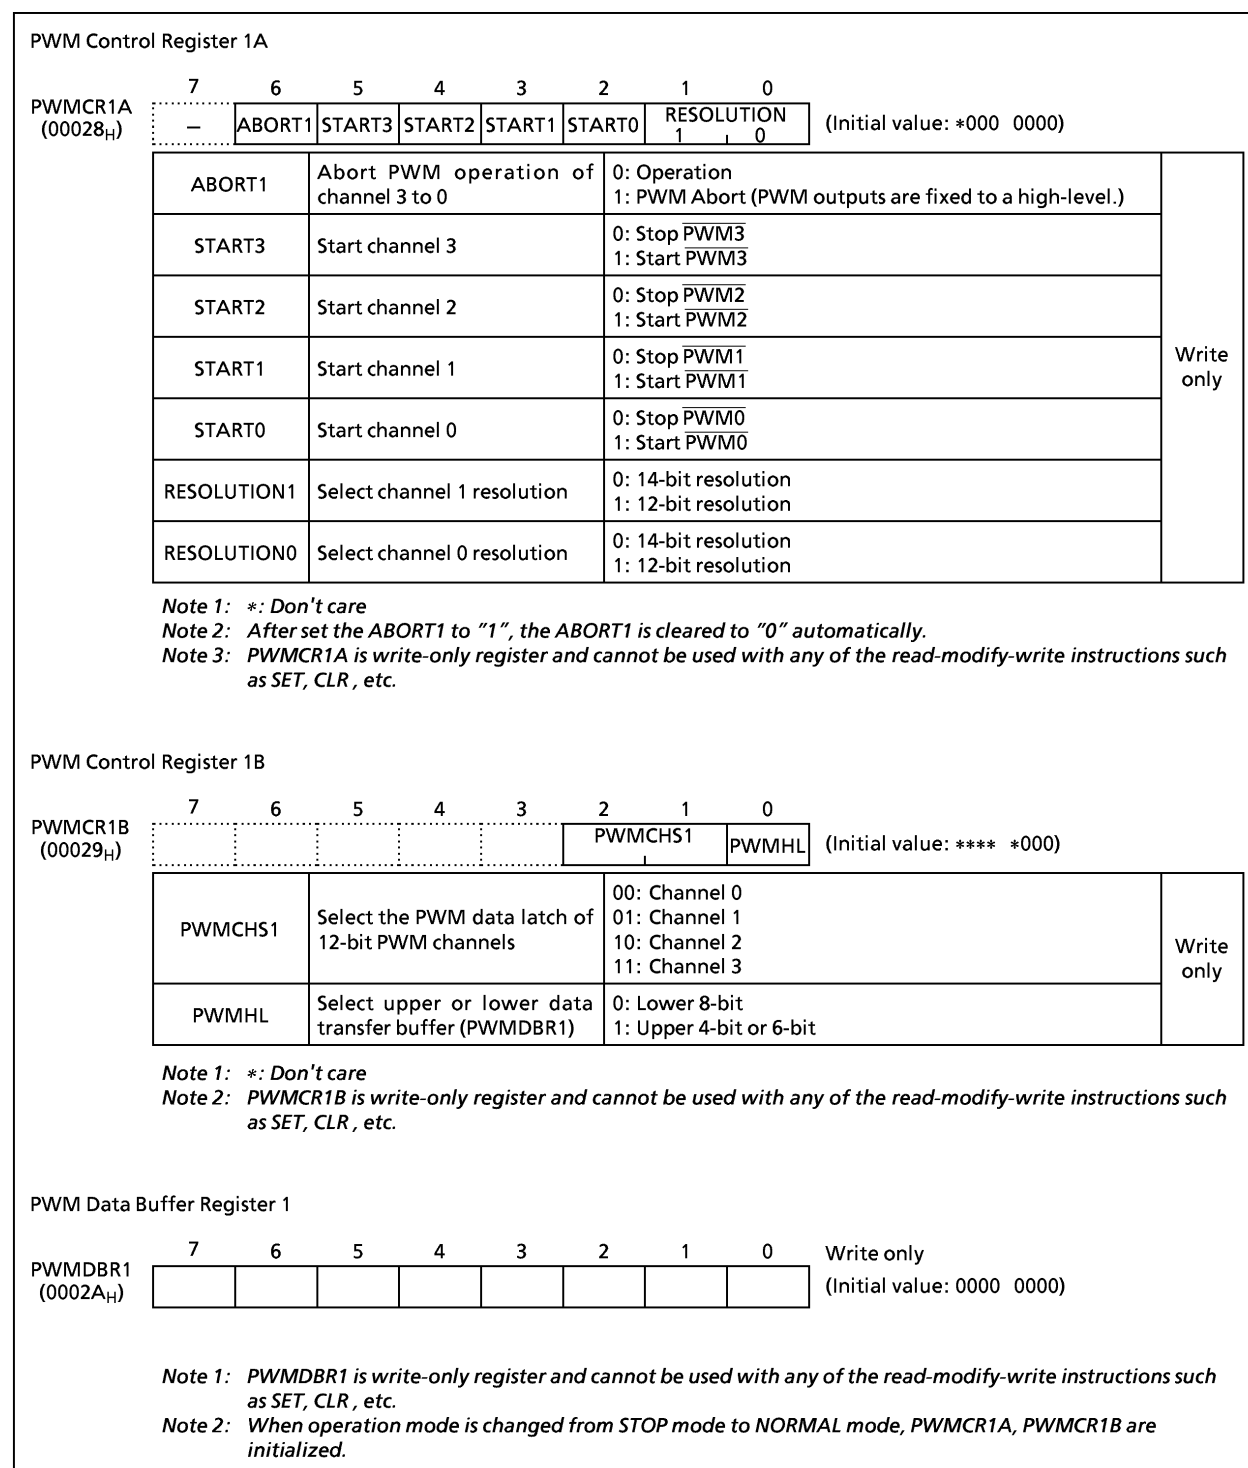 PWM Control Register 1A
7 6 5 4 3 2 1 0
PWMCR1A
(00028H)
– ABORT1 START3 START2 START1 START0 RESOLUTION
1 0
(Initial value: *000 0000)
ABORT1
Abort PWM operation of
channel 3 to 0
0: Operation
1: PWM Abort (PWM outputs are fixed to a high-level.)
START3
Start channel 3
0: Stop PWM3
1: Start PWM3
START2
Start channel 2
0: Stop PWM2
1: Start PWM2
START1
Start channel 1
0: Stop PWM1
1: Start PWM1
START0
Start channel 0
0: Stop PWM0
1: Start PWM0
RESOLUTION1
Select channel 1 resolution
0: 14-bit resolution
1: 12-bit resolution
RESOLUTION0
Select channel 0 resolution
0: 14-bit resolution
1: 12-bit resolution
Write
only
Note 1: *: Don't care
Note 2: After set the ABORT1 to "1", the ABORT1 is cleared to "0" automatically.
Note 3: PWMCR1A is write-only register and cannot be used with any of the read-modify-write instructions such
as SET, CLR , etc.
PWM Control Register 1B
7 6 5 4 3 2 1 0
PWMCR1B
(00029H)
PWMCHS1 PWMHL
(Initial value: **** *000)
PWMCHS1
Select the PWM data latch of
12-bit PWM channels
00: Channel 0
01: Channel 1
10: Channel 2
11: Channel 3
PWMHL
Select upper or lower data
transfer buffer (PWMDBR1)
0: Lower 8-bit
1: Upper 4-bit or 6-bit
Write
only
Note 1: *: Don't care
Note 2: PWMCR1B is write-only register and cannot be used with any of the read-modify-write instructions such
as SET, CLR , etc.
PWM Data Buffer Register 1
7 6 5 4 3 2 1 0
Write only
PWMDBR1
(0002AH)
(Initial value: 0000 0000)
Note 1: PWMDBR1 is write-only register and cannot be used with any of the read-modify-write instructions such
as SET, CLR , etc.
Note 2: When operation mode is changed from STOP mode to NORMAL mode, PWMCR1A, PWMCR1B are
initialized.